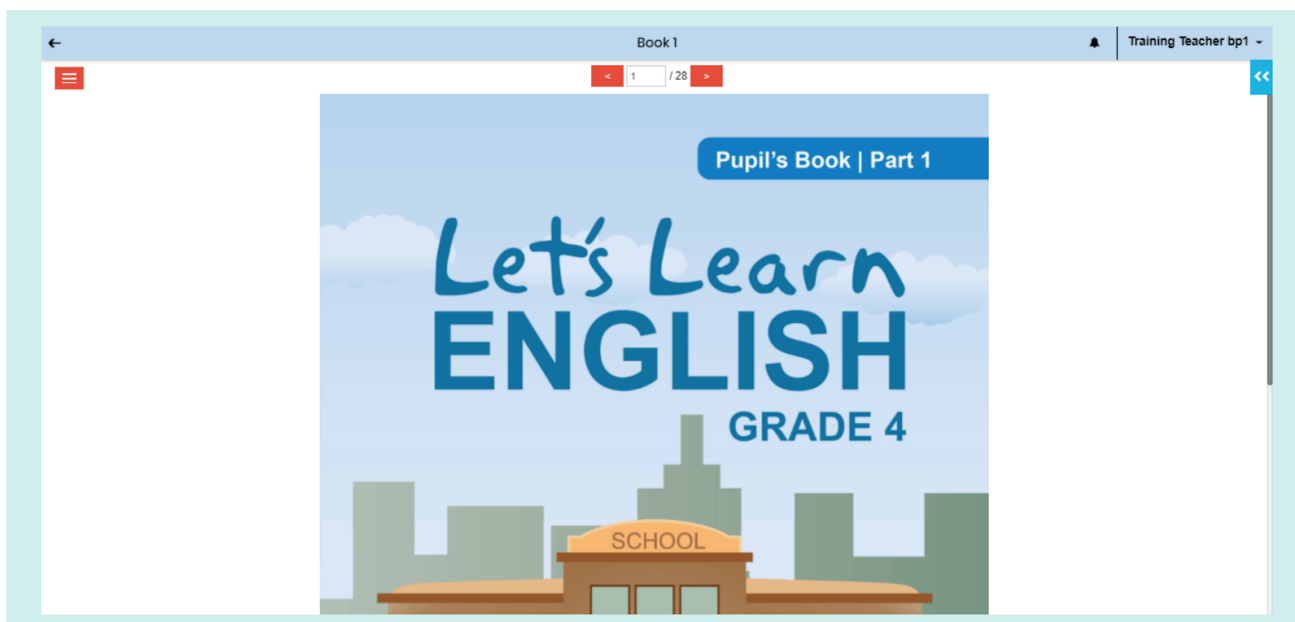 ← Book 1 Training Teacher bp1
< 1 / 28 >
<<
Pupil's Book | Part 1
Let's Learn
ENGLISH
GRADE 4
SCHOOL